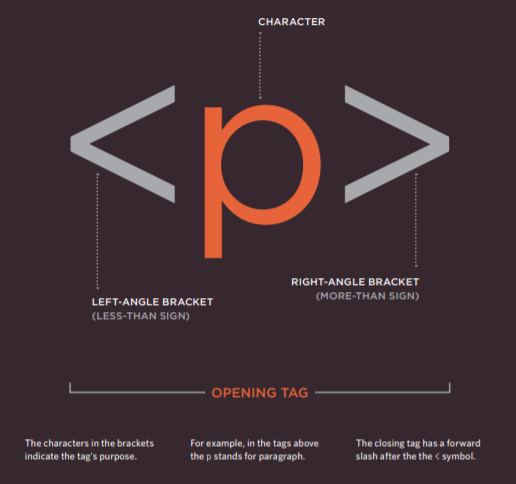 CHARACTER
<p>
LEFT-ANGLE BRACKET
(LESS-THAN SIGN)
RIGHT-ANGLE BRACKET
(MORE-THAN SIGN)
OPENING TAG
The characters in the brackets
indicate the tag's purpose.
For example, in the tags above
the p stands for paragraph.
The closing tag has a forward
slash after the the < symbol.